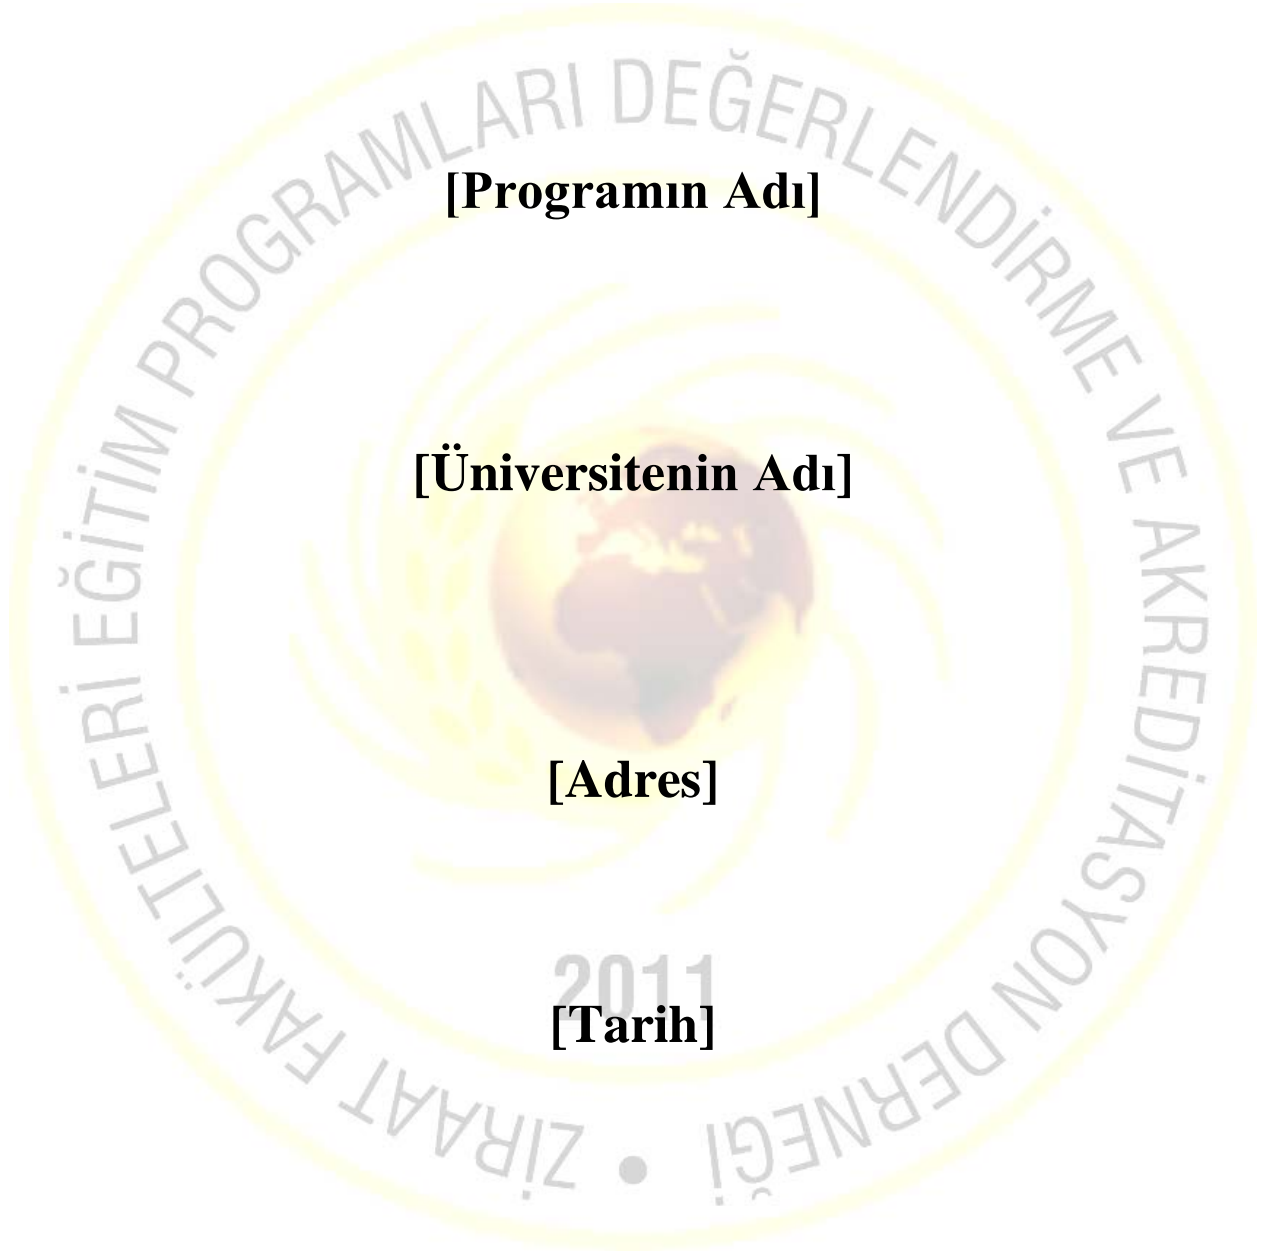 ZİRAAT FAKÜLTELERİ EĞİTİM PROGRAMLARI DEĞERLENDİRME VE AKREDİTASYON DERNEĞİ •
[Programın Adı]
[Üniversitenin Adı]
[Adres]
2011
[Tarih]